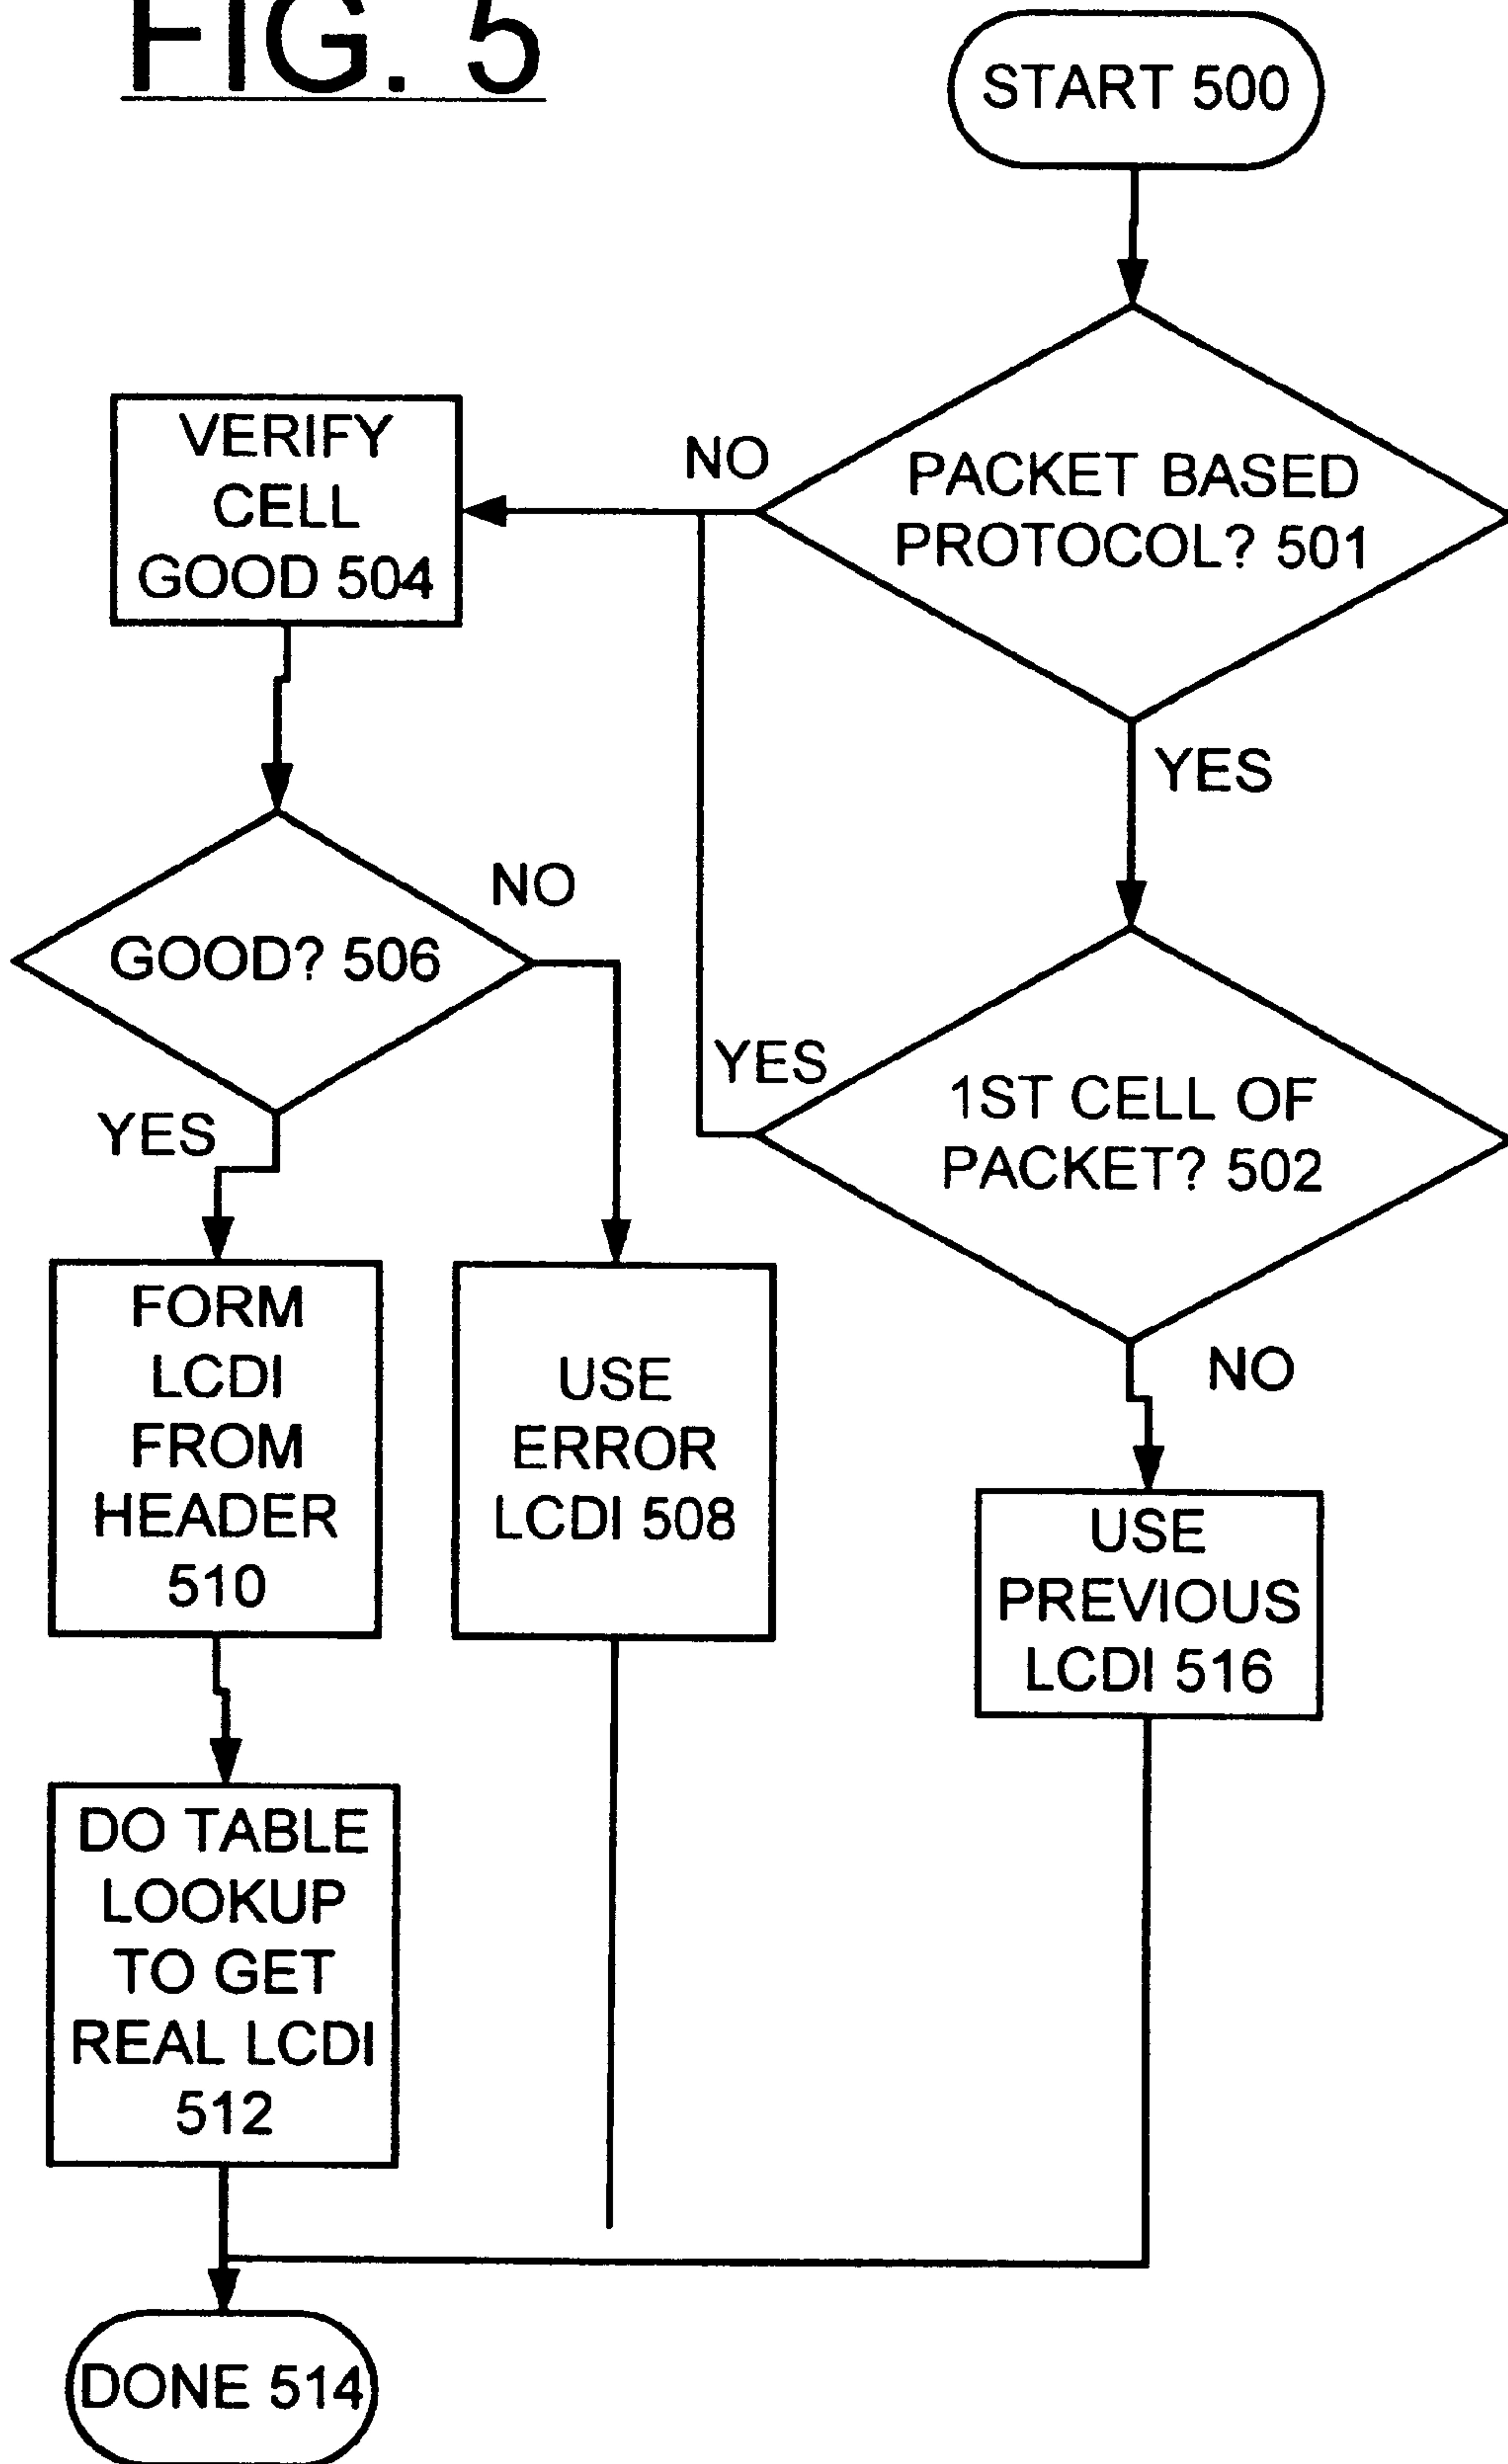 FIG. 5
START 500
PACKET BASED
PROTOCOL? 501
NO
YES
VERIFY
CELL
GOOD 504
GOOD? 506
NO
YES
1ST CELL OF
PACKET? 502
YES
NO
FORM
LCDI
FROM
HEADER
510
USE
ERROR
LCDI 508
USE
PREVIOUS
LCDI 516
DO TABLE
LOOKUP
TO GET
REAL LCDI
512
DONE 514